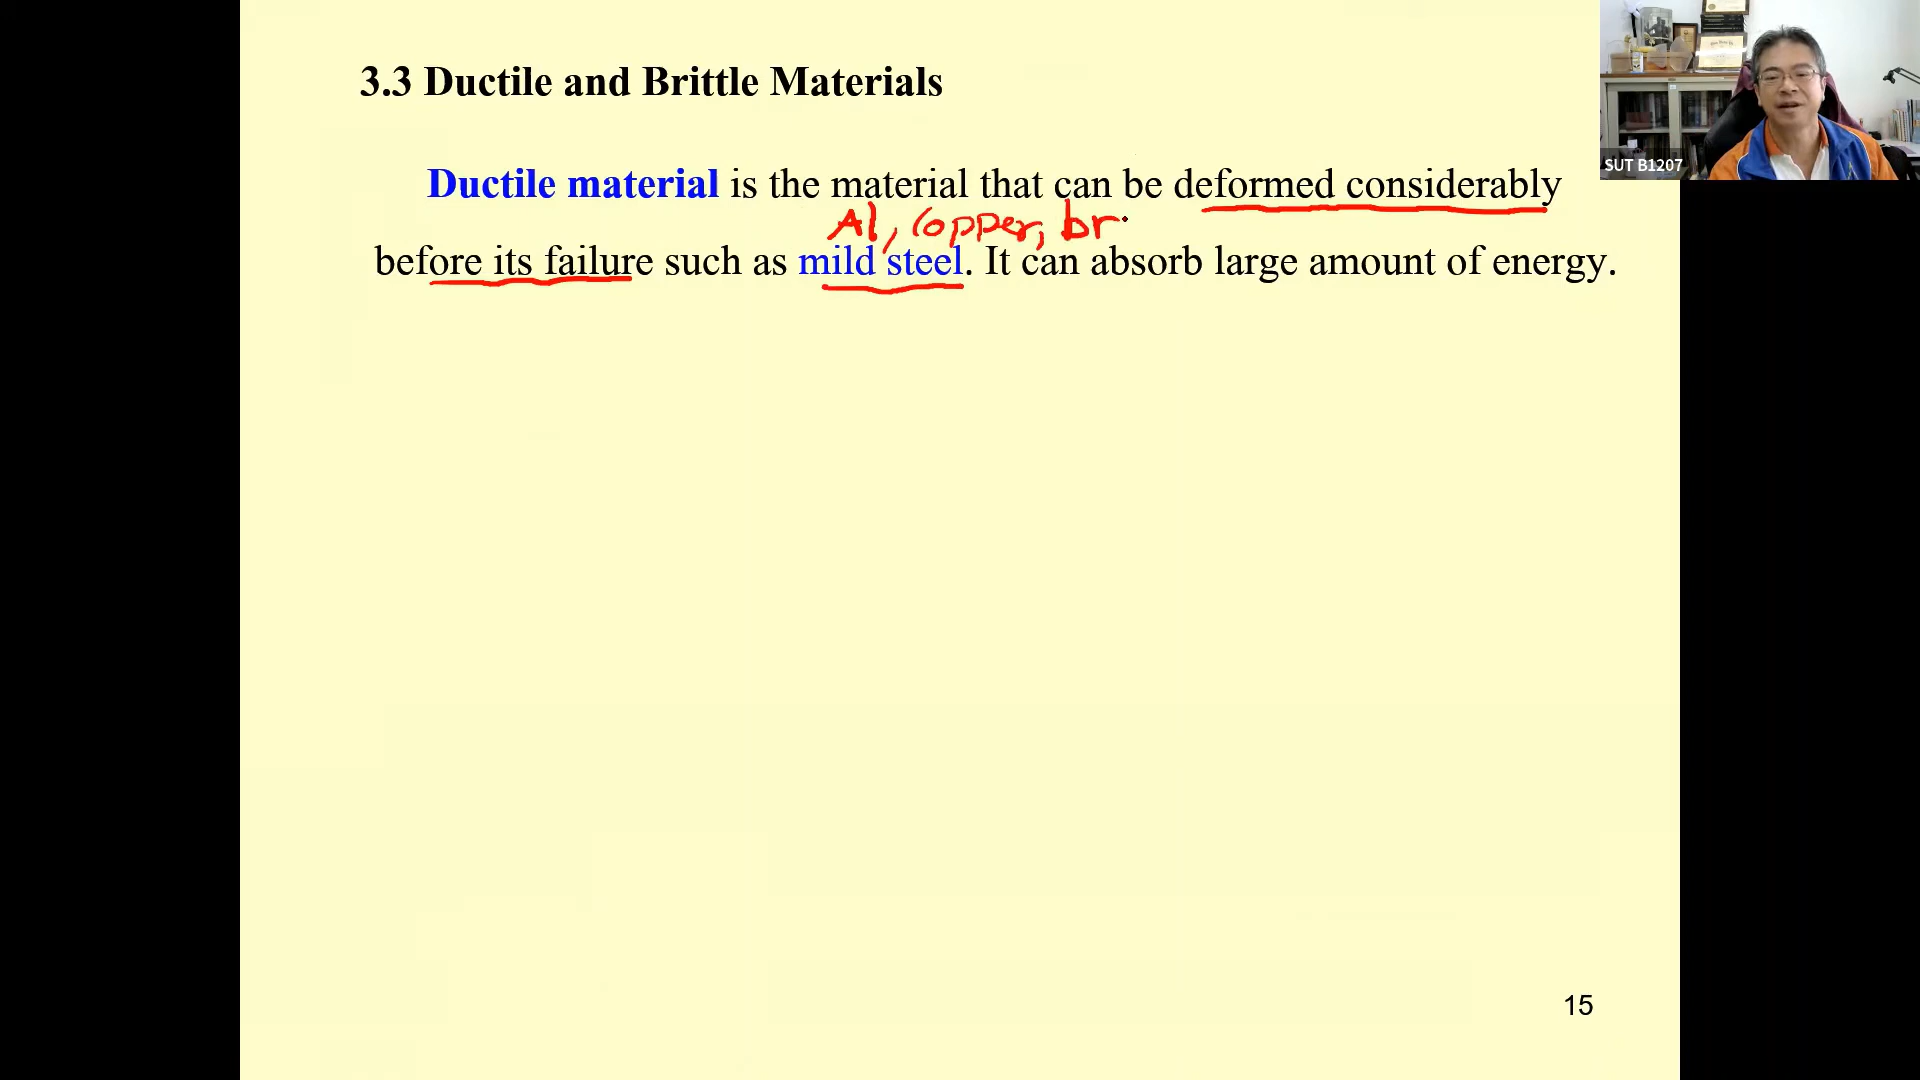 3.3 Ductile and Brittle Materials
SUT B1207
Ductile material is the material that can be deformed considerably
Al, Copper, br
before its failure such as mild steel. It can absorb large amount of energy.
15